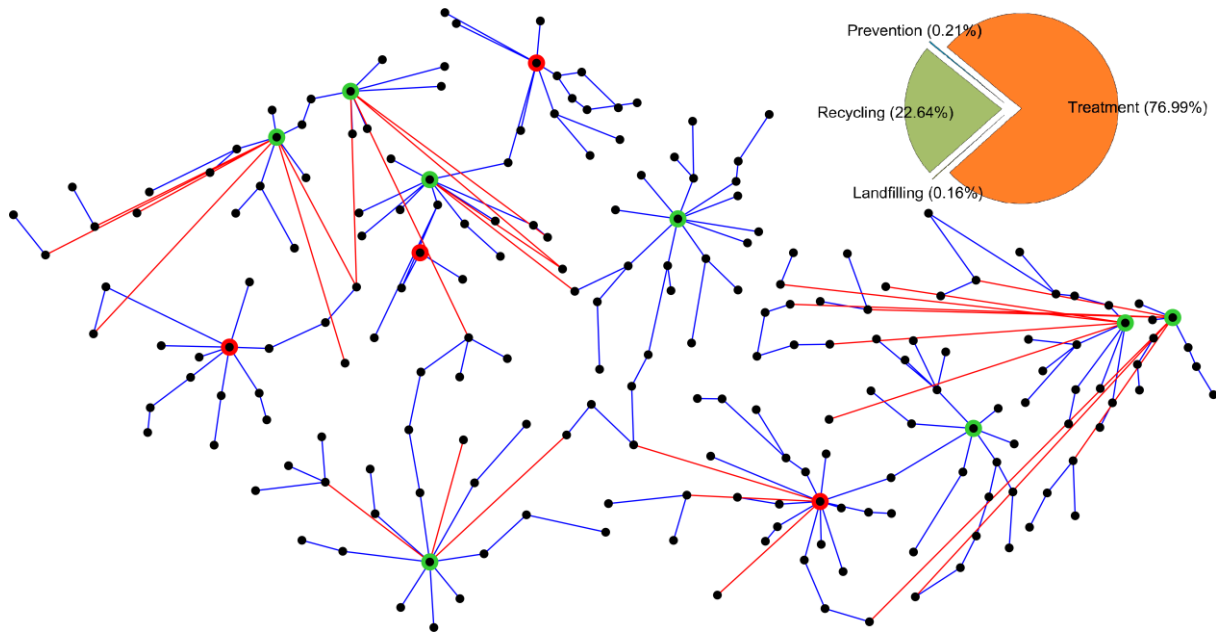 Prevention (0.21%)
Recycling (22.64%)
Treatment (76.99%)
Landfilling (0.16%)